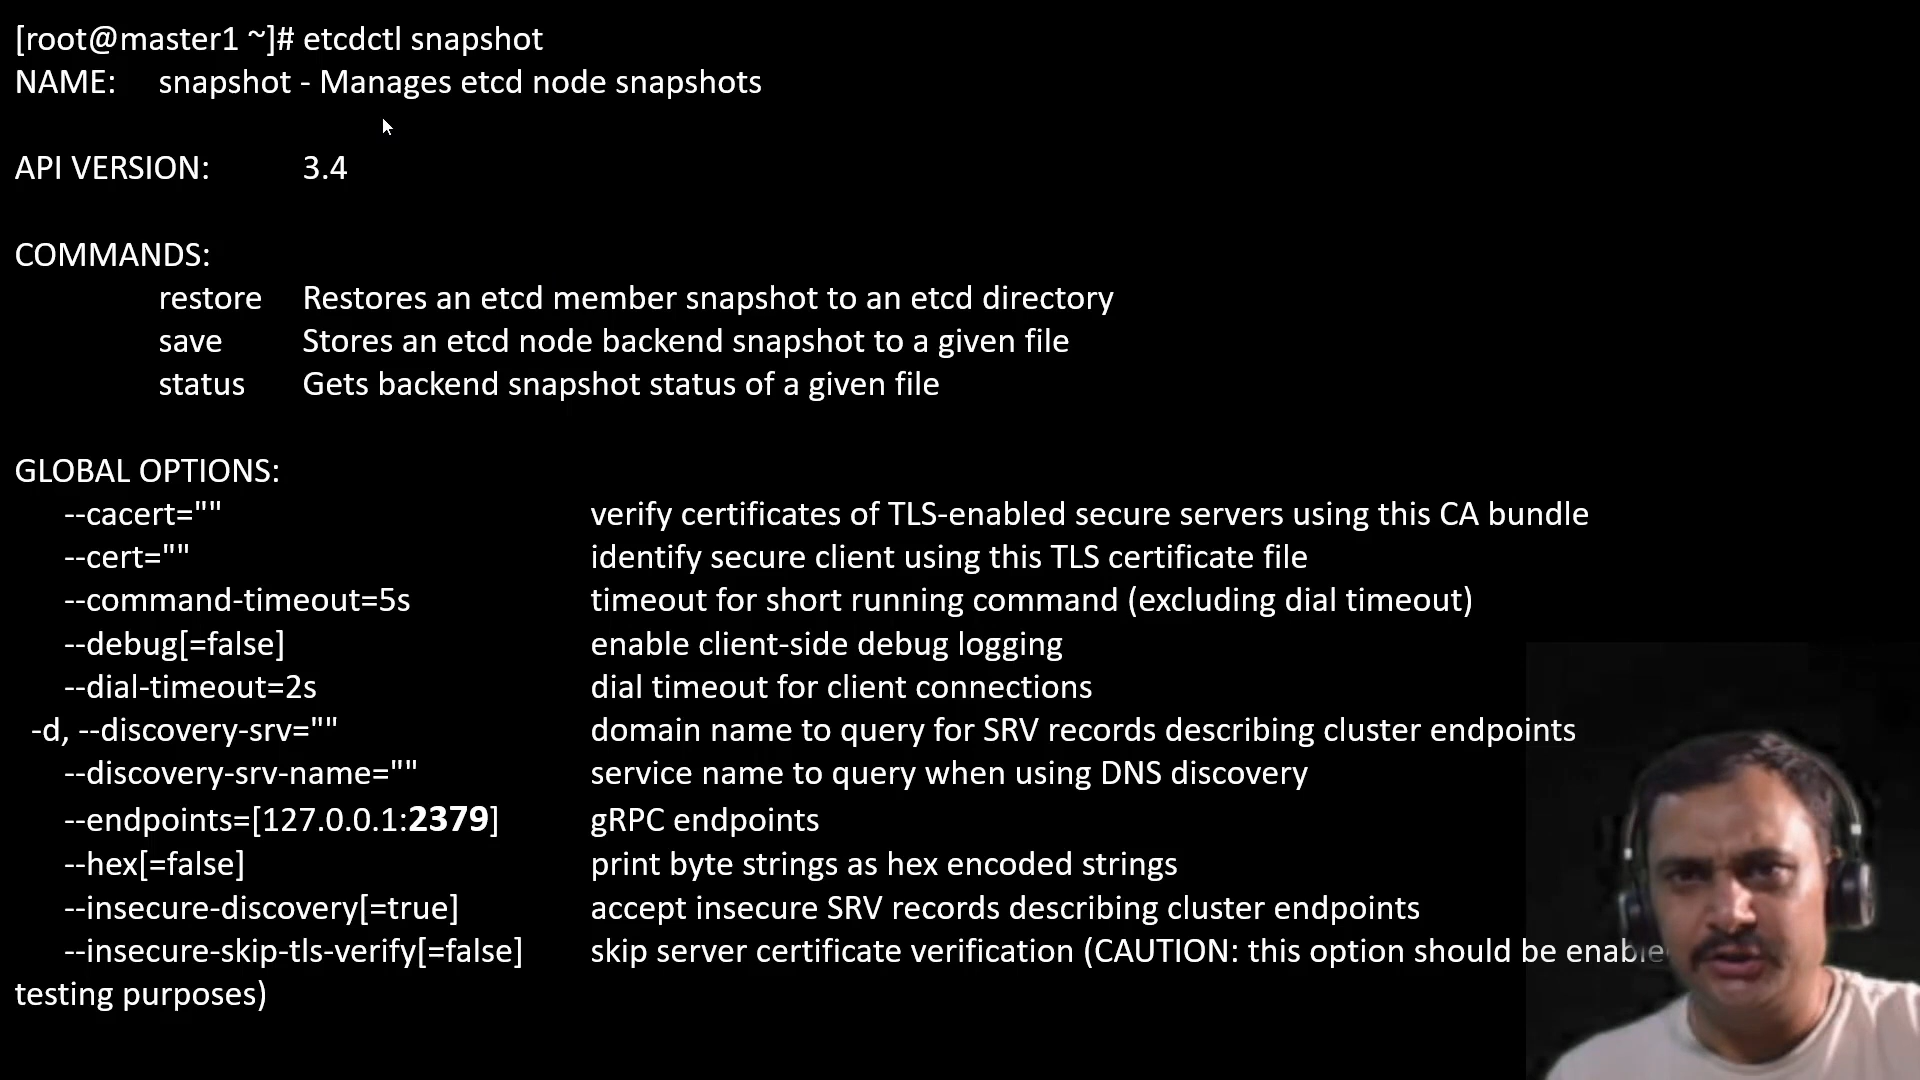 [root@master1 ~]# etcdctl snapshot
NAME: snapshot - Manages etcd node snapshots
API VERSION: 3.4
COMMANDS:
restore Restores an etcd member snapshot to an etcd directory
save Stores an etcd node backend snapshot to a given file
status Gets backend snapshot status of a given file
GLOBAL OPTIONS:
--cacert="" verify certificates of TLS-enabled secure servers using this CA bundle
--cert="" identify secure client using this TLS certificate file
--command-timeout=5s timeout for short running command (excluding dial timeout)
--debug[=false] enable client-side debug logging
--dial-timeout=2s dial timeout for client connections
-d, --discovery-srv="" domain name to query for SRV records describing cluster endpoints
--discovery-srv-name="" service name to query when using DNS discovery
--endpoints=[127.0.0.1:2379] gRPC endpoints
--hex[=false] print byte strings as hex encoded strings
--insecure-discovery[=true] accept insecure SRV records describing cluster endpoints
--insecure-skip-tls-verify[=false] skip server certificate verification (CAUTION: this option should be enable
testing purposes)